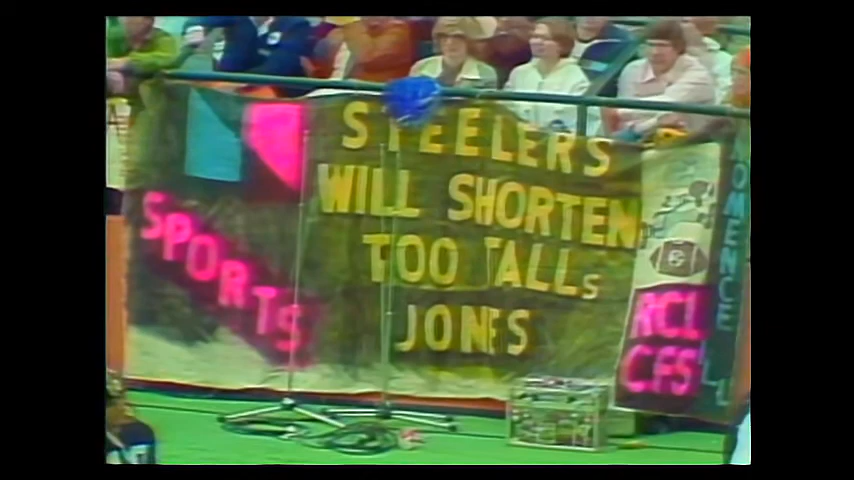 STEELERS
WILL SHORTEN
TOO TALLs
JONES
SPORTS
RCL
CFS